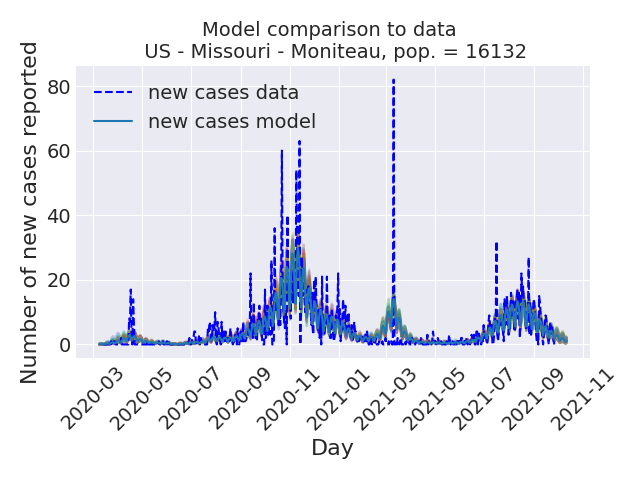 Model comparison to data
US - Missouri - Moniteau, pop. = 16132
Number of new cases reported
80
60
40
20
0
new cases data
new cases model
2020-03
2020-05
2020-07
2020-09
2020-11
2021-01
2021-03
2021-05
2021-07
2021-09
2021-11
Day